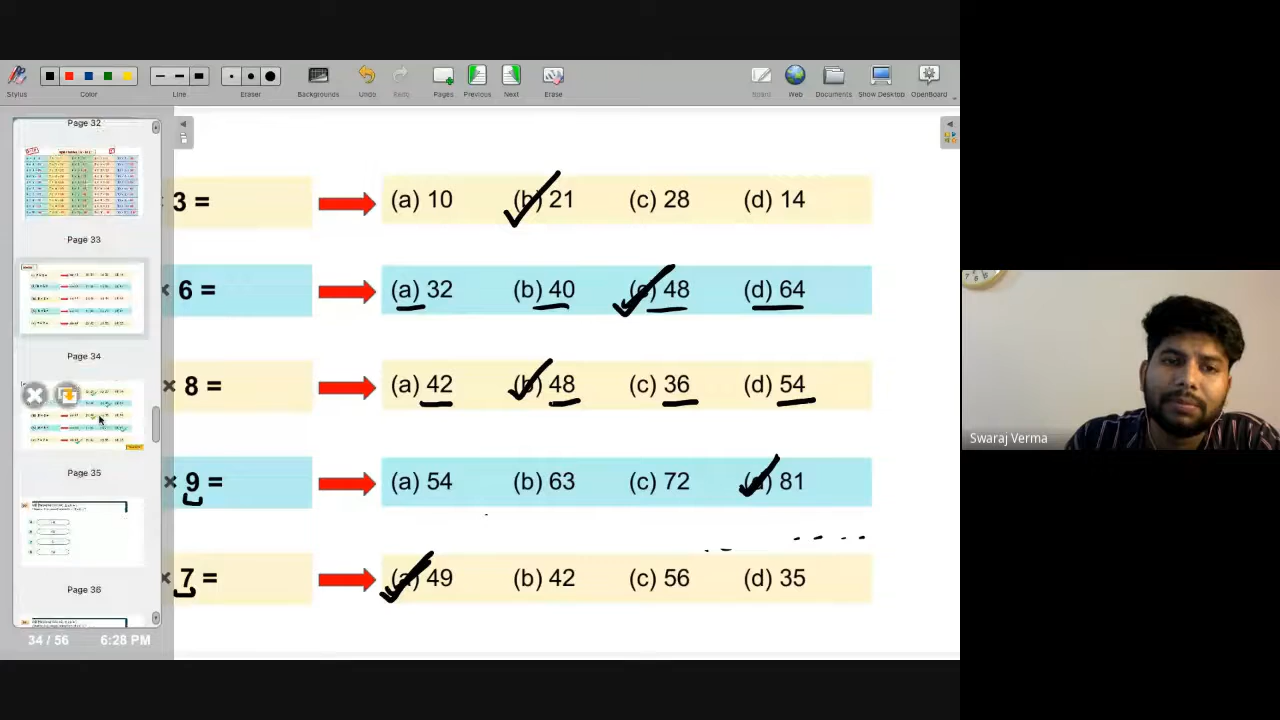 Stylus Color Line Eraser Backgrounds Undo Redo Pages Previous Next Erase Board Web Documents Show Desktop OpenBoard
Page 32
Page 33
Page 34
Page 35
Page 36
34 / 56 6:28 PM
3 = (a) 10 (b) 21 (c) 28 (d) 14
× 6 = (a) 32 (b) 40 (c) 48 (d) 64
× 8 = (a) 42 (b) 48 (c) 36 (d) 54
× 9 = (a) 54 (b) 63 (c) 72 (d) 81
× 7 = (a) 49 (b) 42 (c) 56 (d) 35
Swaraj Verma